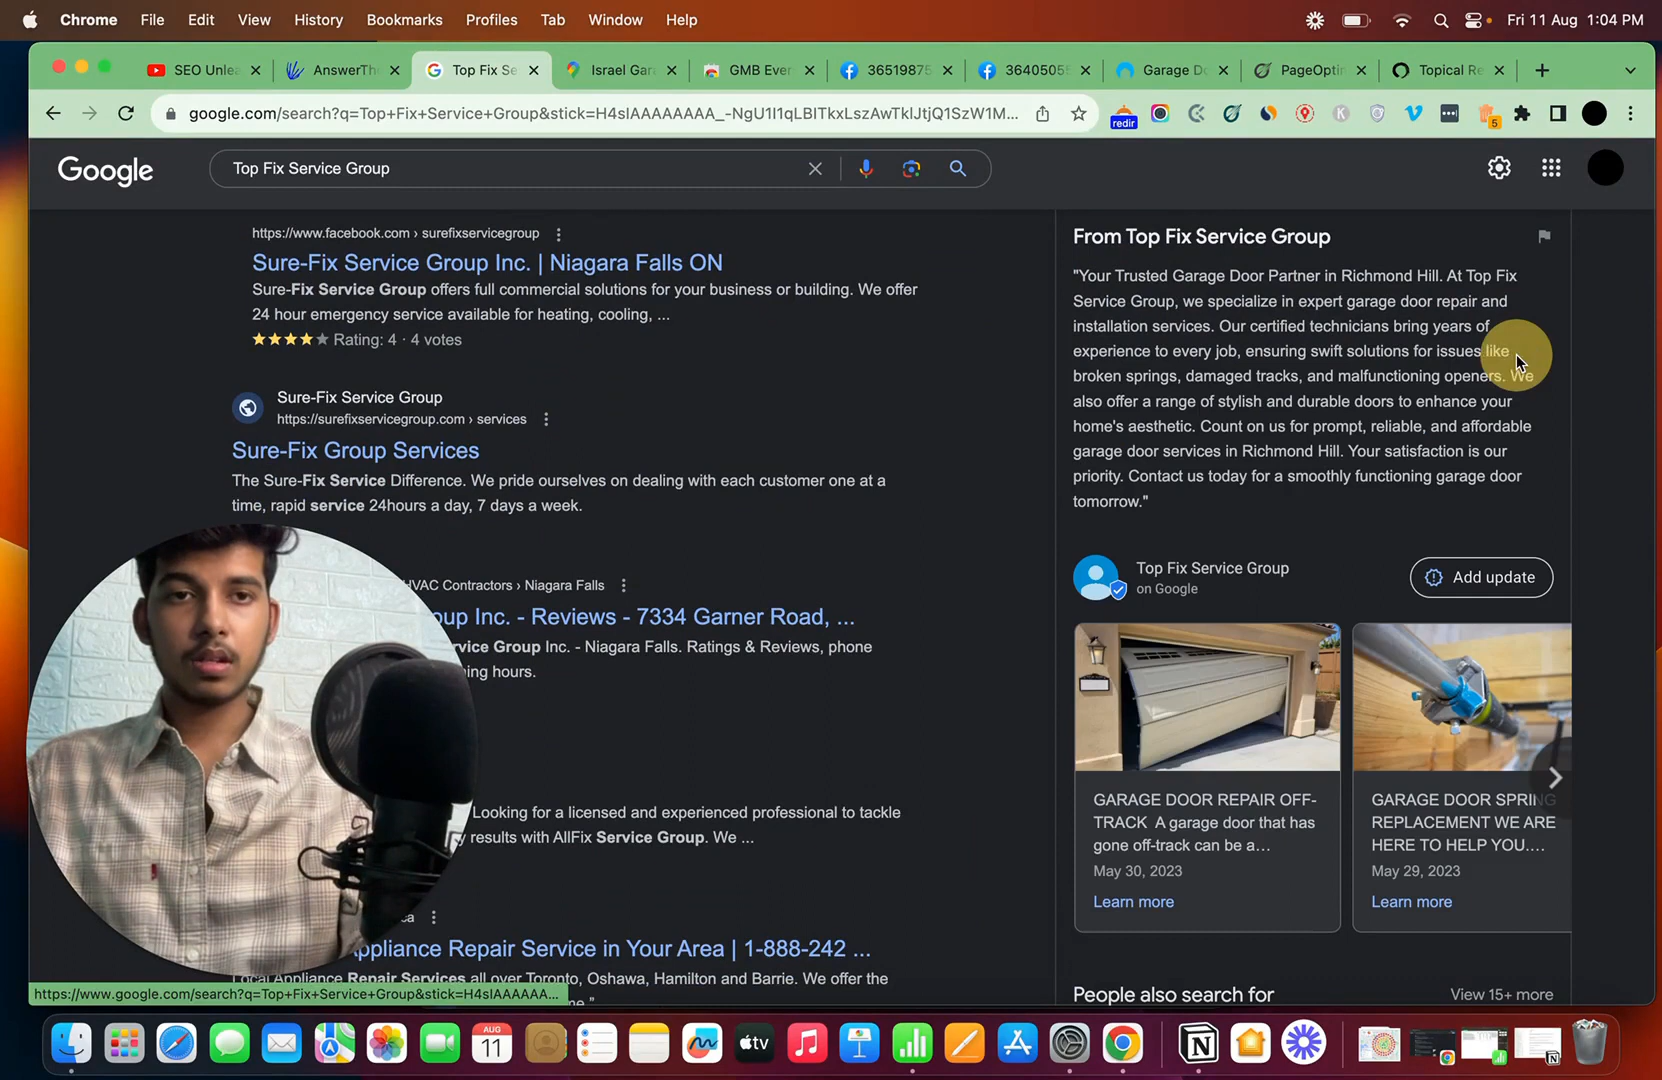 Chrome File Edit View History Bookmarks Profiles Tab Window Help
Fri 11 Aug 1:04 PM
SEO Unlea
AnswerThe
Top Fix Se
Israel Gara
GMB Ever
36519875
36405055
Garage Do
PageOptin
Topical Re
google.com/search?q=Top+Fix+Service+Group&stick=H4sIAAAAAAAA_-NgU1I1qLBITkxLszAwTklJtjQ1SzW1M...
redir
5
Google
Top Fix Service Group
https://www.facebook.com › surefixservicegroup
Sure-Fix Service Group Inc. | Niagara Falls ON
Sure-Fix Service Group offers full commercial solutions for your business or building. We offer
24 hour emergency service available for heating, cooling, ...
Rating: 4 · 4 votes
Sure-Fix Service Group
https://surefixservicegroup.com › services
Sure-Fix Group Services
The Sure-Fix Service Difference. We pride ourselves on dealing with each customer one at a
time, rapid service 24hours a day, 7 days a week.
HVAC Contractors › Niagara Falls
oup Inc. - Reviews - 7334 Garner Road, ...
rvice Group Inc. - Niagara Falls. Ratings & Reviews, phone
ing hours.
Looking for a licensed and experienced professional to tackle
y results with AllFix Service Group. We ...
ca
ppliance Repair Service in Your Area | 1-888-242 ...
Local Appliance Repair Services all over Toronto, Oshawa, Hamilton and Barrie. We offer the
me."
https://www.google.com/search?q=Top+Fix+Service+Group&stick=H4sIAAAAAA...
From Top Fix Service Group
"Your Trusted Garage Door Partner in Richmond Hill. At Top Fix
Service Group, we specialize in expert garage door repair and
installation services. Our certified technicians bring years of
experience to every job, ensuring swift solutions for issues like
broken springs, damaged tracks, and malfunctioning openers. We
also offer a range of stylish and durable doors to enhance your
home's aesthetic. Count on us for prompt, reliable, and affordable
garage door services in Richmond Hill. Your satisfaction is our
priority. Contact us today for a smoothly functioning garage door
tomorrow."
Top Fix Service Group
on Google
Add update
GARAGE DOOR REPAIR OFF-
TRACK A garage door that has
gone off-track can be a...
May 30, 2023
Learn more
GARAGE DOOR SPRING
REPLACEMENT WE ARE
HERE TO HELP YOU....
May 29, 2023
Learn more
People also search for
View 15+ more
AUG
11
tv